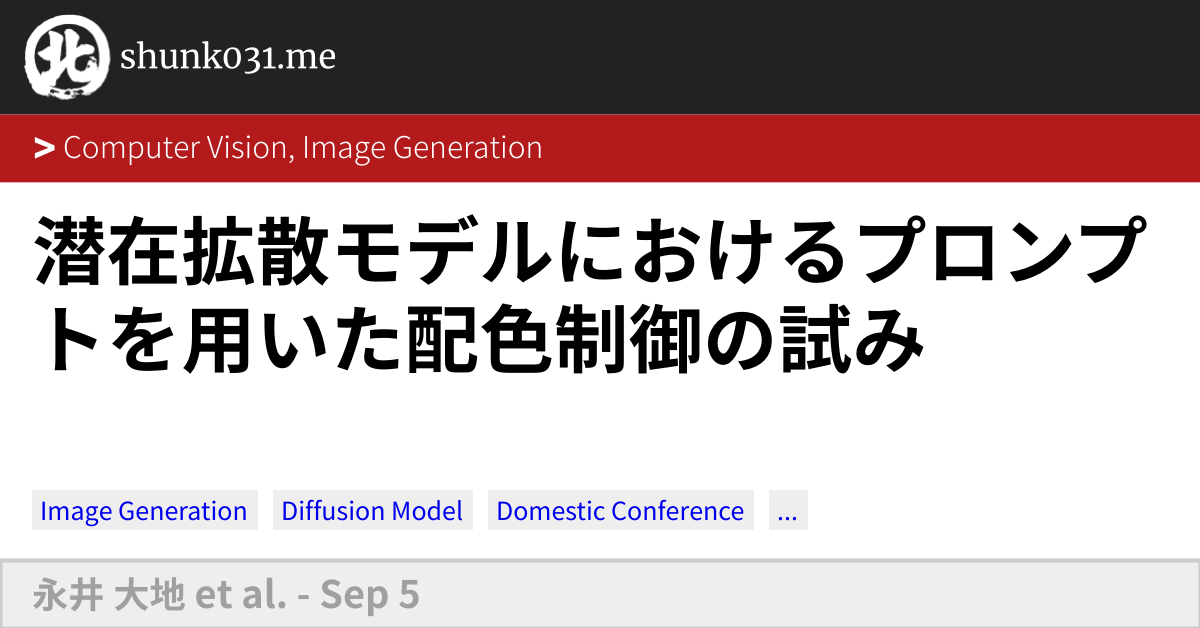 北
shunk031.me
> Computer Vision, Image Generation
潜在拡散モデルにおけるプロンプ
トを用いた配色制御の試み
Image Generation Diffusion Model Domestic Conference ...
永井 大地 et al. - Sep 5